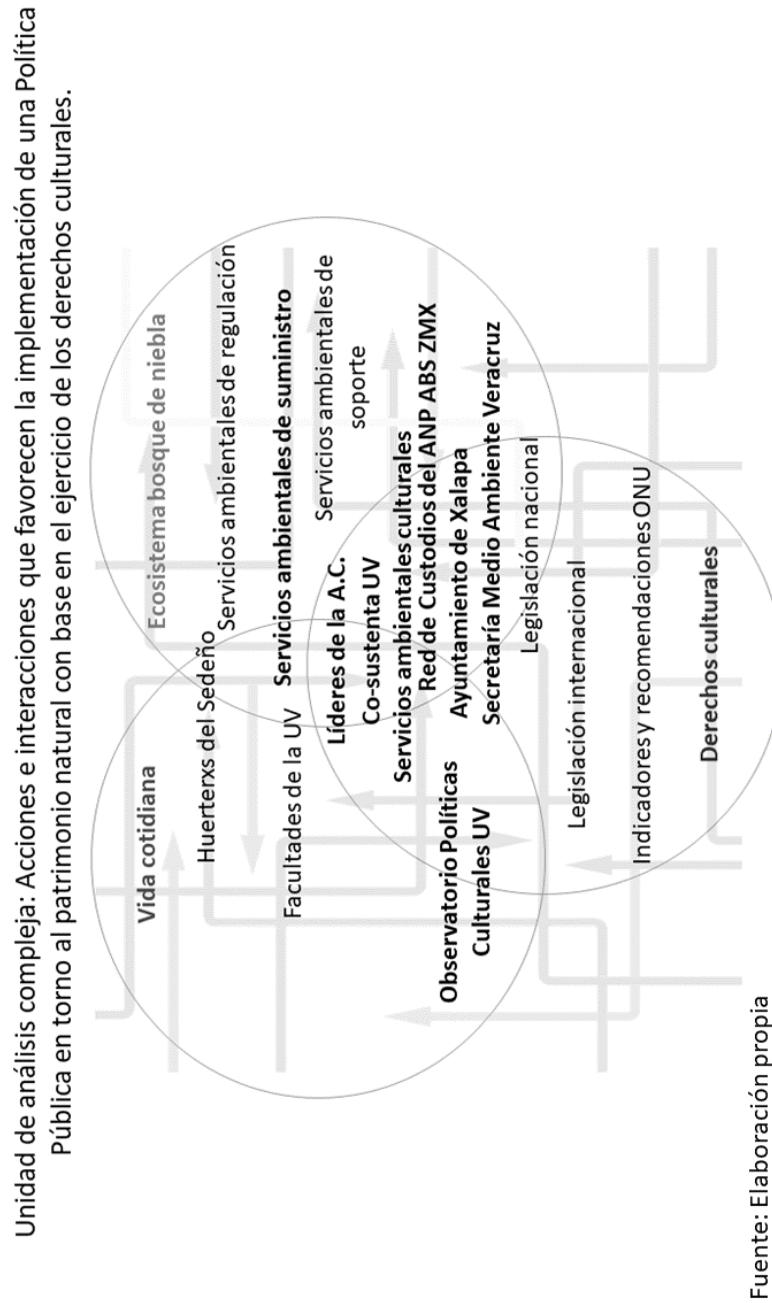 Unidad de análisis compleja: Acciones e interacciones que favorecen la implementación de una Política
Pública en torno al patrimonio natural con base en el ejercicio de los derechos culturales.
Vida cotidiana
Huerterxs del Sedeño
Facultades de la UV
Observatorio Políticas
Culturales UV
Ecosistema bosque de niebla
Servicios ambientales de regulación
Servicios ambientales de suministro
Servicios ambientales de
soporte
Líderes de la A.C.
Co-sustenta UV
Servicios ambientales culturales
Red de Custodios del ANP ABS ZMX
Ayuntamiento de Xalapa
Secretaría Medio Ambiente Veracruz
Legislación nacional
Legislación internacional
Indicadores y recomendaciones ONU
Derechos culturales
Fuente: Elaboración propia